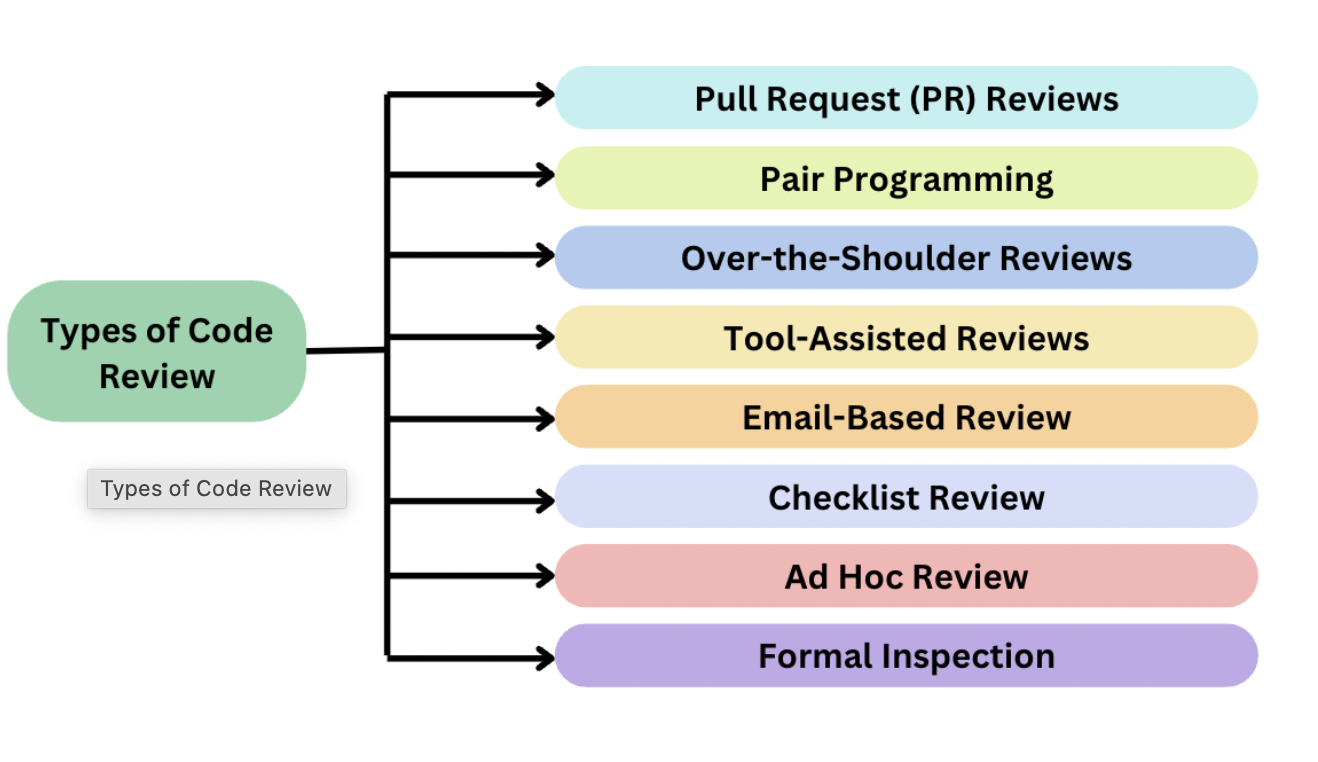 Pull Request (PR) Reviews
Pair Programming
Over-the-Shoulder Reviews
Types of Code
Review
Tool-Assisted Reviews
Email-Based Review
Types of Code Review
Checklist Review
Ad Hoc Review
Formal Inspection